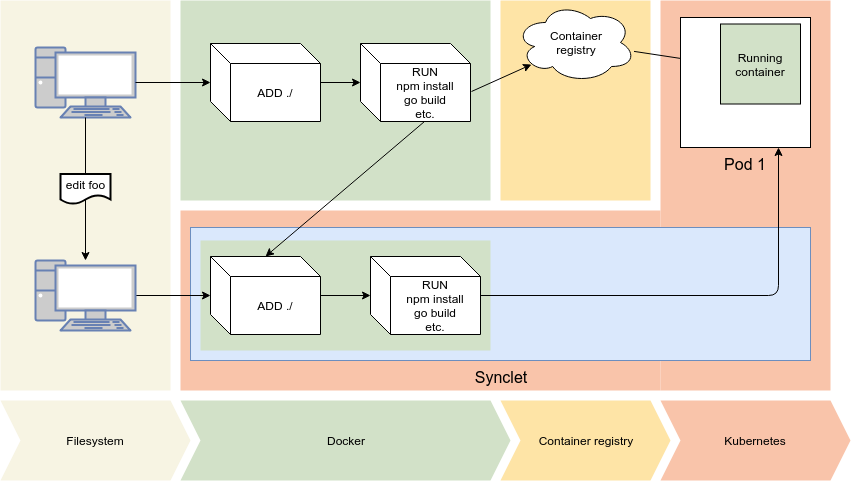 ADD ./
RUN
npm install
go build
etc.
Container
registry
Running
container
Pod 1
edit foo
ADD ./
RUN
npm install
go build
etc.
Synclet
Filesystem
Docker
Container registry
Kubernetes